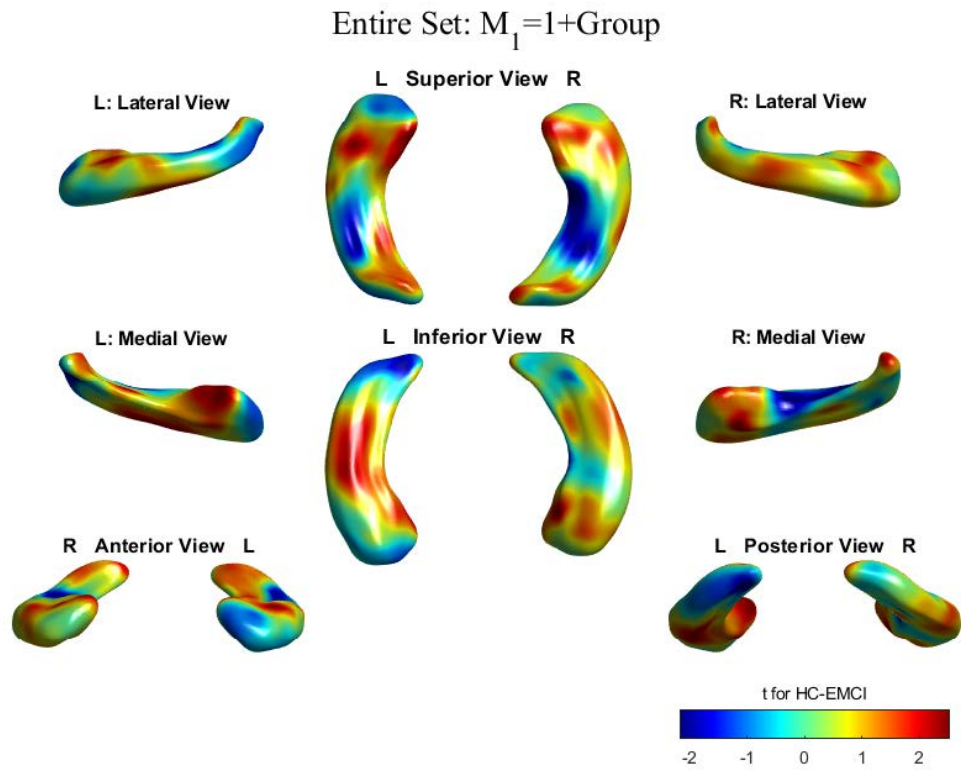 Entire Set: M1=1+Group
L Superior View R
L: Lateral View
R: Lateral View
L Inferior View R
L: Medial View
R: Medial View
R Anterior View L
L Posterior View R
t for HC-EMCI
-2 -1 0 1 2